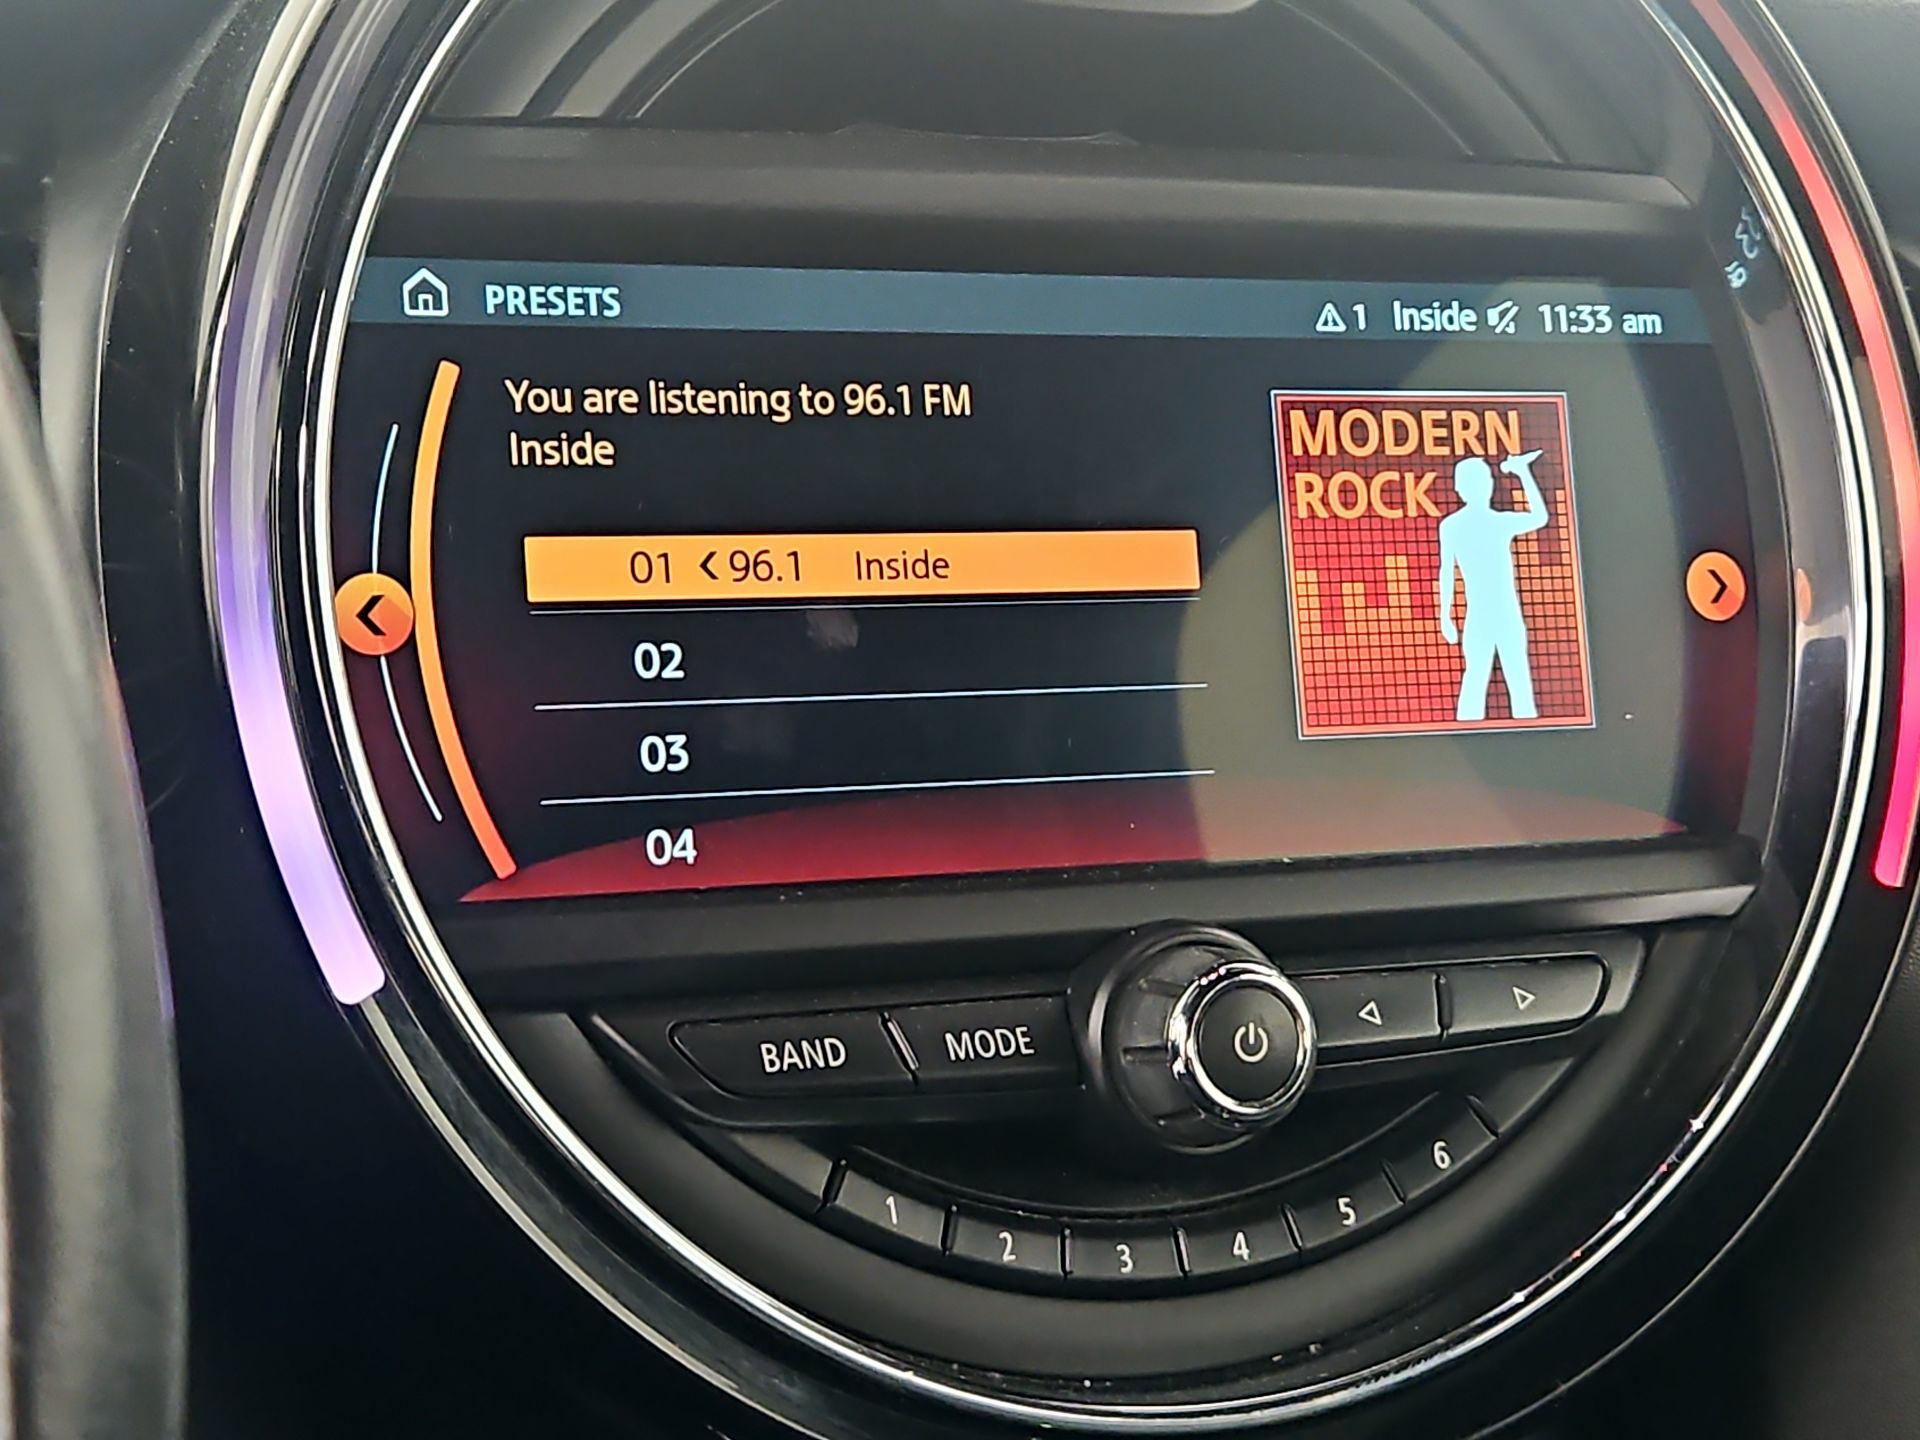 PRESETS
1 Inside 11:33 am
You are listening to 96.1 FM
Inside
01 <96.1 Inside
02
03
04
MODERN
ROCK
BAND MODE
1 2 3 4 5 6